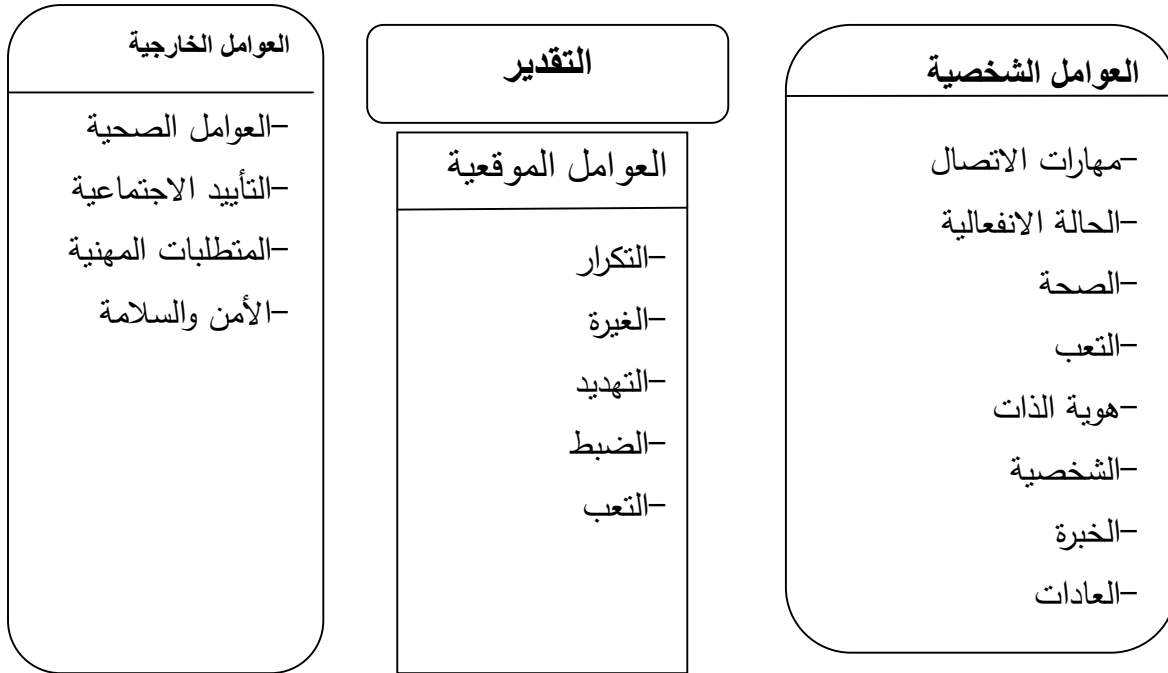 العوامل الشخصية
-مهارات الاتصال
-الحالة الانفعالية
-الصحة
-التعب
-هوية الذات
-الشخصية
-الخبرة
-العادات
التقدير
العوامل الموقعية
-التكرار
-الغيرة
-التهديد
-الضبط
-التعب
العوامل الخارجية
-العوامل الصحية
-التأييد الاجتماعية
-المتطلبات المهنية
-الأمن والسلامة